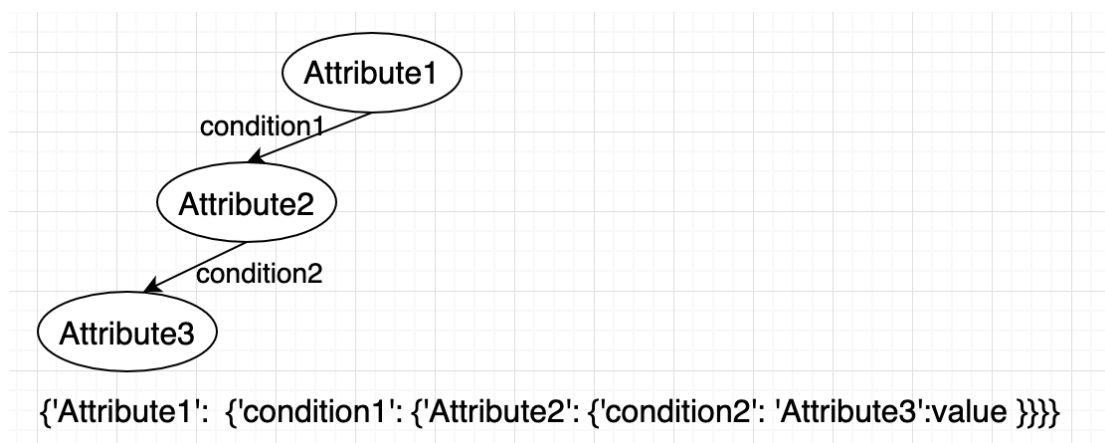 Attribute1
condition1
Attribute2
condition2
Attribute3
{'Attribute1':  {'condition1': {'Attribute2': {'condition2': 'Attribute3':value }}}}